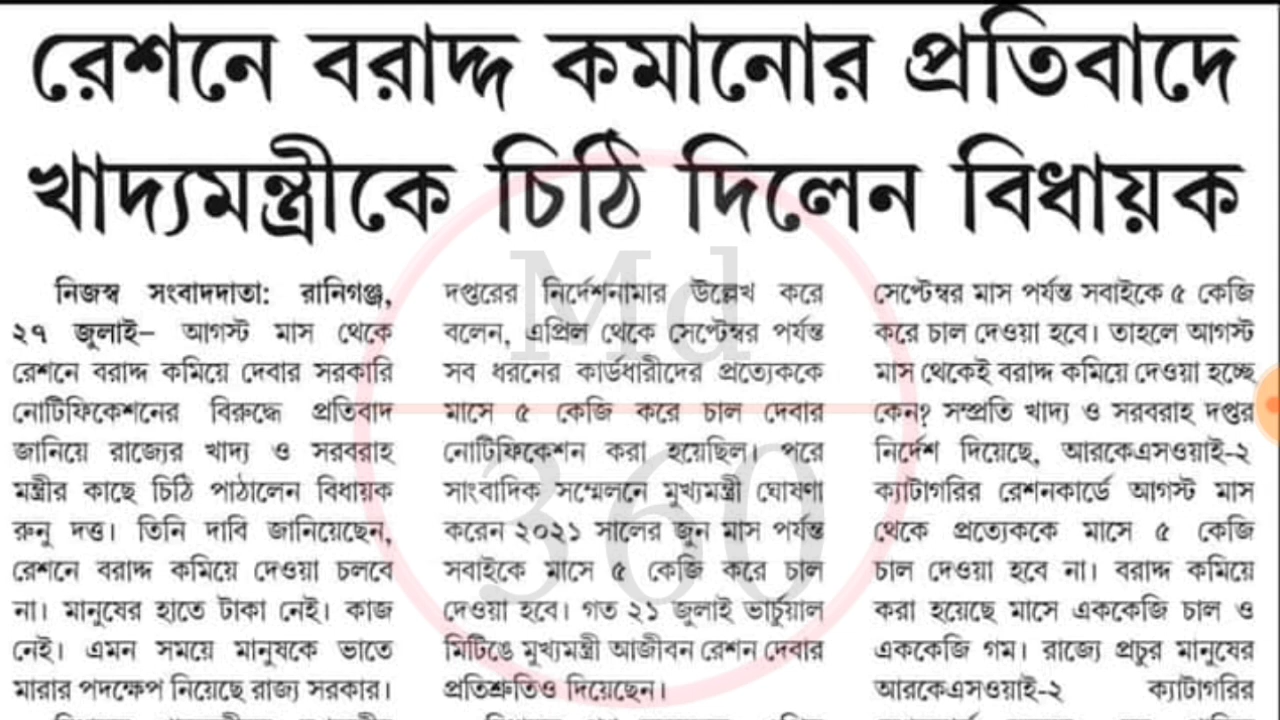 রেশনে বরাদ্দ কমানোর প্রতিবাদে
খাদ্যমন্ত্রীকে চিঠি দিলেন বিধায়ক
নিজস্ব সংবাদদাতা: রানিগঞ্জ,
২৭ জুলাই– আগস্ট মাস থেকে
রেশনে বরাদ্দ কমিয়ে দেবার সরকারি
নোটিফিকেশনের বিরুদ্ধে প্রতিবাদ
জানিয়ে রাজ্যের খাদ্য ও সরবরাহ
মন্ত্রীর কাছে চিঠি পাঠালেন বিধায়ক
রুনু দত্ত। তিনি দাবি জানিয়েছেন,
রেশনে বরাদ্দ কমিয়ে দেওয়া চলবে
না। মানুষের হাতে টাকা নেই। কাজ
নেই। এমন সময়ে মানুষকে ভাতে
মারার পদক্ষেপ নিয়েছে রাজ্য সরকার।
দপ্তরের নির্দেশনামার উল্লেখ করে
বলেন, এপ্রিল থেকে সেপ্টেম্বর পর্যন্ত
সব ধরনের কার্ডধারীদের প্রত্যেককে
মাসে ৫ কেজি করে চাল দেবার
নোটিফিকেশন করা হয়েছিল। পরে
সাংবাদিক সম্মেলনে মুখ্যমন্ত্রী ঘোষণা
করেন ২০২১ সালের জুন মাস পর্যন্ত
সবাইকে মাসে ৫ কেজি করে চাল
দেওয়া হবে। গত ২১ জুলাই ভার্চুয়াল
মিটিঙে মুখ্যমন্ত্রী আজীবন রেশন দেবার
প্রতিশ্রুতিও দিয়েছেন।
সেপ্টেম্বর মাস পর্যন্ত সবাইকে ৫ কেজি
করে চাল দেওয়া হবে। তাহলে আগস্ট
মাস থেকেই বরাদ্দ কমিয়ে দেওয়া হচ্ছে
কেন? সম্প্রতি খাদ্য ও সরবরাহ দপ্তর
নির্দেশ দিয়েছে, আরকেএসওয়াই-২
ক্যাটাগরির রেশনকার্ডে আগস্ট মাস
থেকে প্রত্যেককে মাসে ৫ কেজি
চাল দেওয়া হবে না। বরাদ্দ কমিয়ে
করা হয়েছে মাসে এককেজি চাল ও
এককেজি গম। রাজ্যে প্রচুর মানুষের
আরকেএসওয়াই-২ ক্যাটাগরির
Md
360